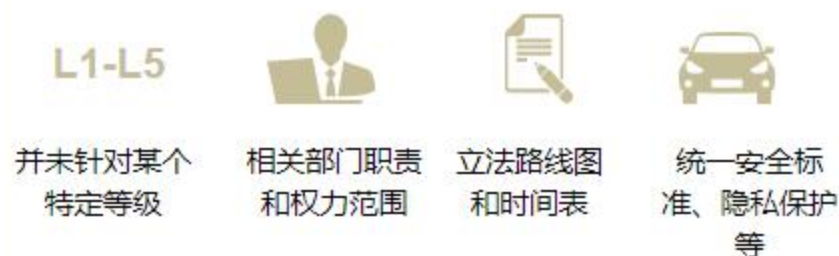 L1-L5
并未针对某个
特定等级
相关部门职责
和权力范围
立法路线图
和时间表
统一安全标
准、隐私保护
等